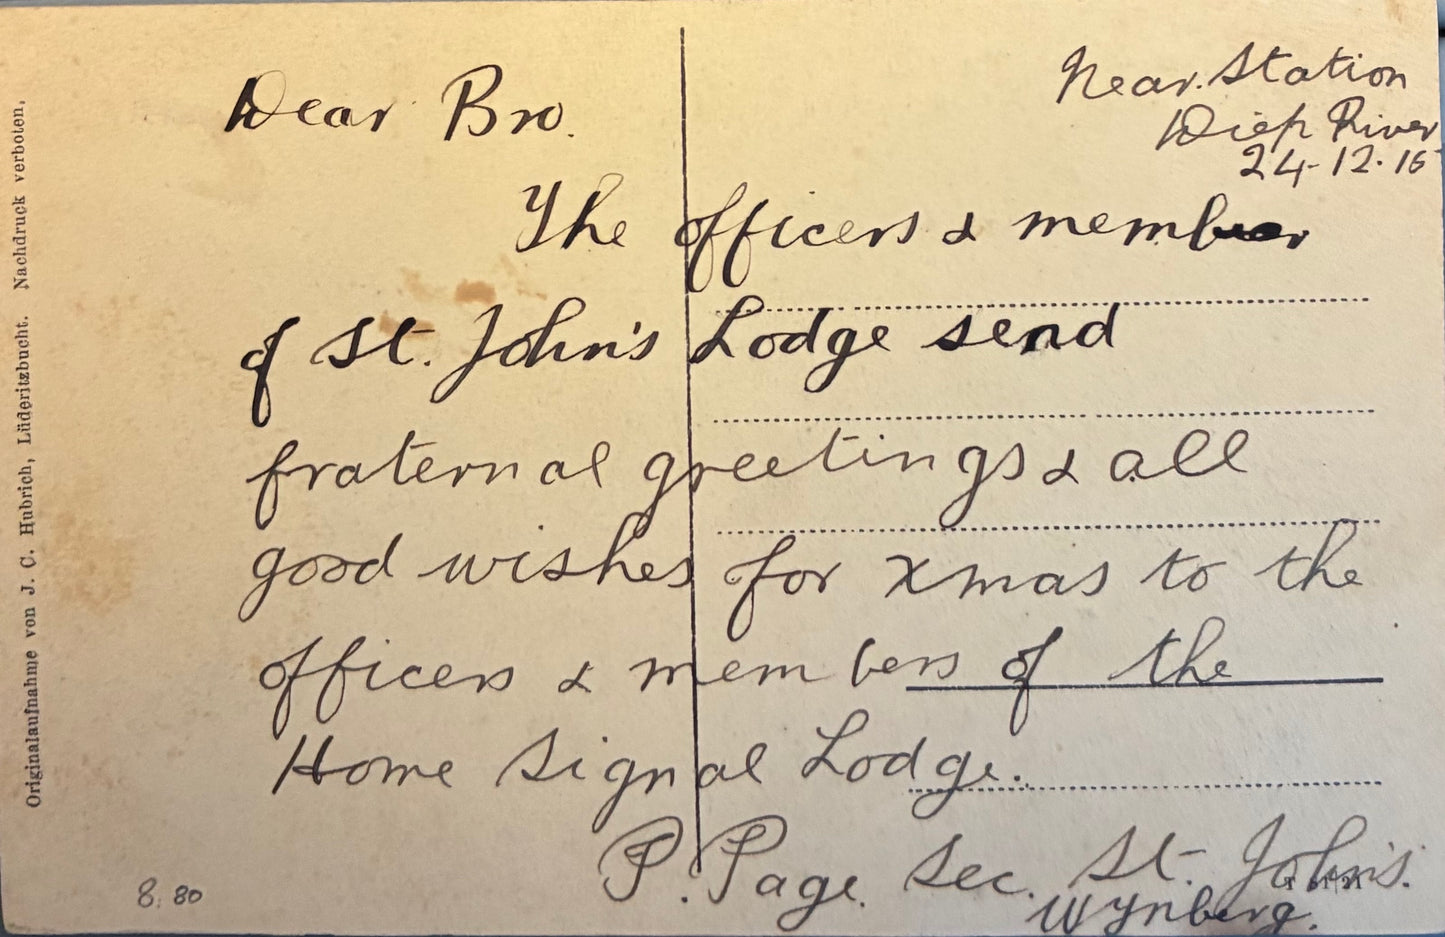 Near Station
Diep River
24-12-15
Dear Bro.
The officers & member
of St. John's Lodge send
fraternal greetings & all
good wishes for xmas to the
officers & members of the
Home Signal Lodge.
P. Page. Sec. St. John's.
Wynberg.
Originalaufnahme von J. C. Hubrich, Lüderitzbucht. Nachdruck verboten,
8.80